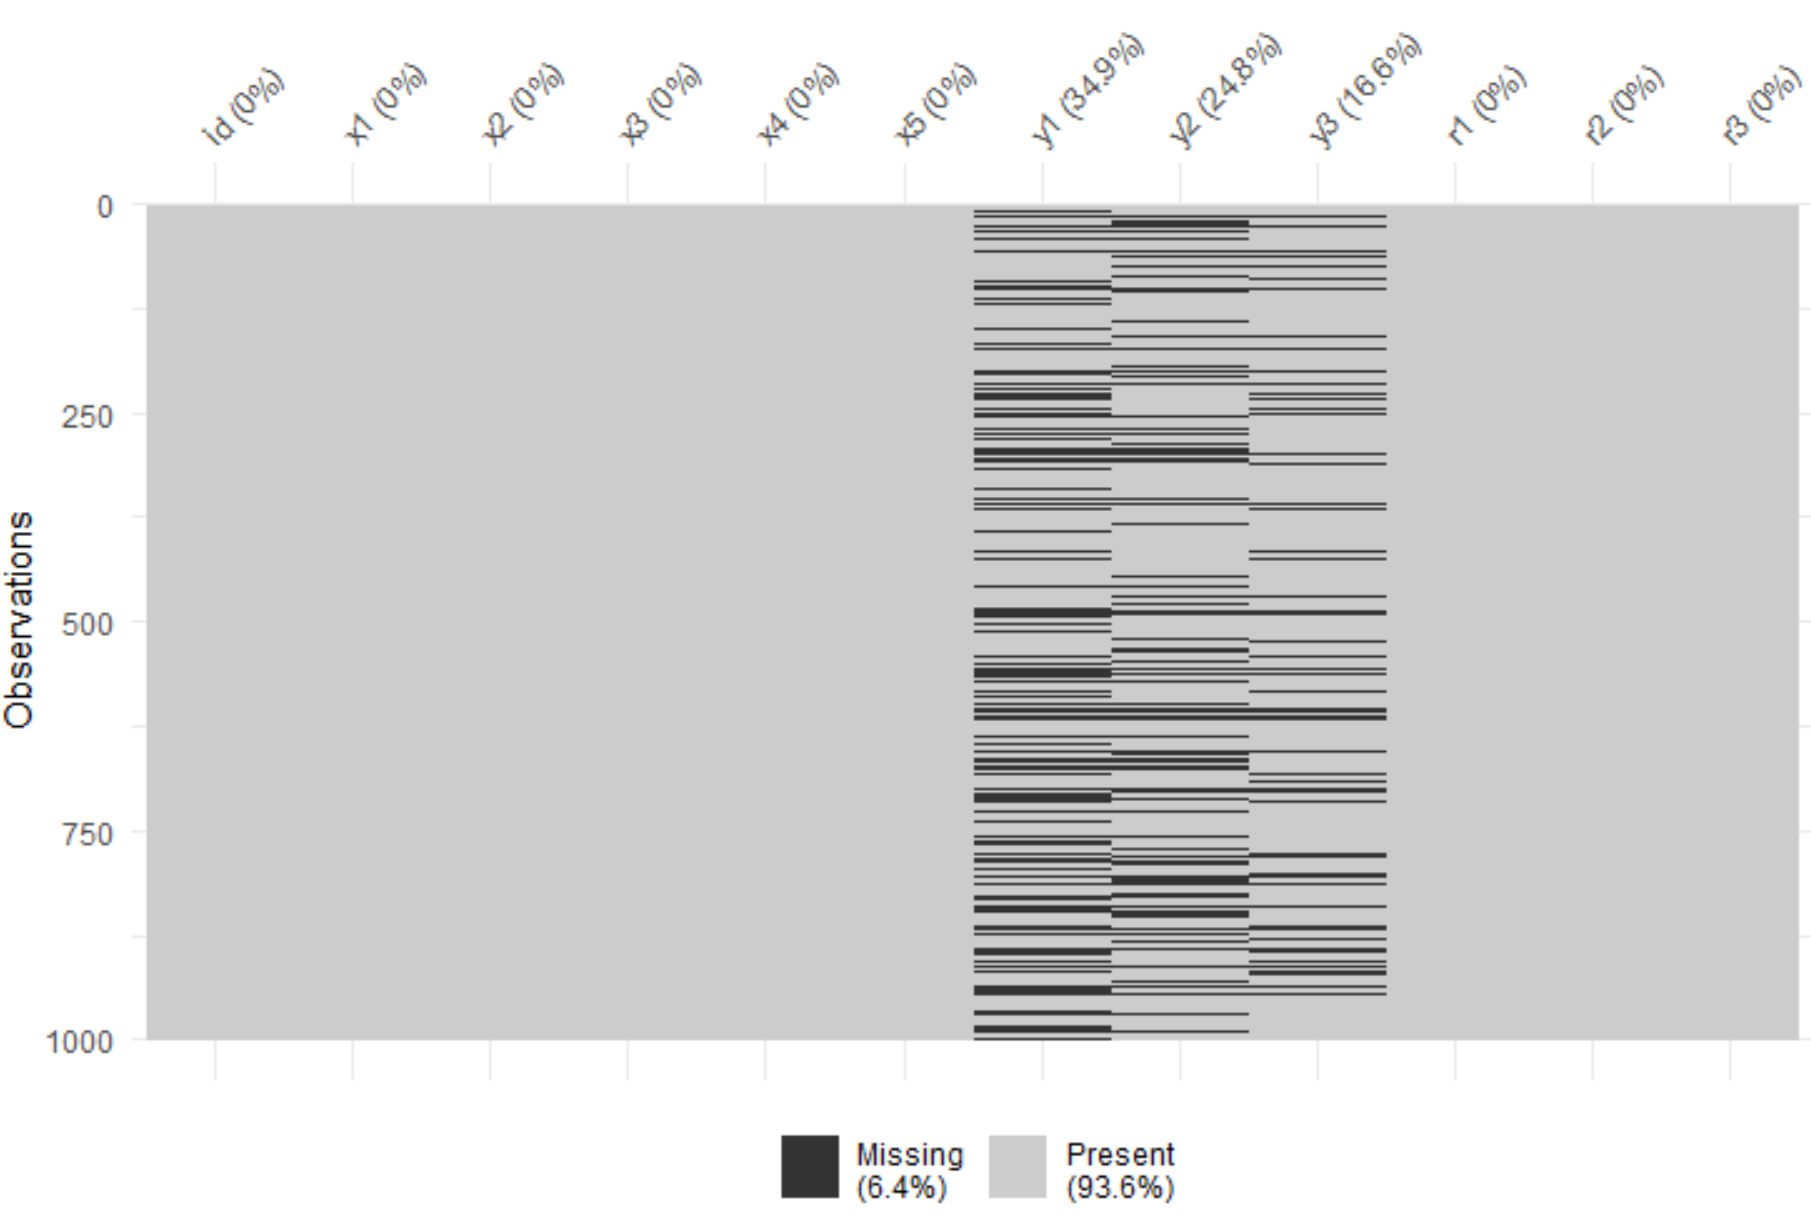 id (0%)
x1 (0%)
x2 (0%)
x3 (0%)
x4 (0%)
x5 (0%)
y1 (34.9%)
y2 (24.8%)
y3 (16.6%)
r1 (0%)
r2 (0%)
r3 (0%)
0
250
500
750
1000
Observations
Missing
(6.4%)
Present
(93.6%)